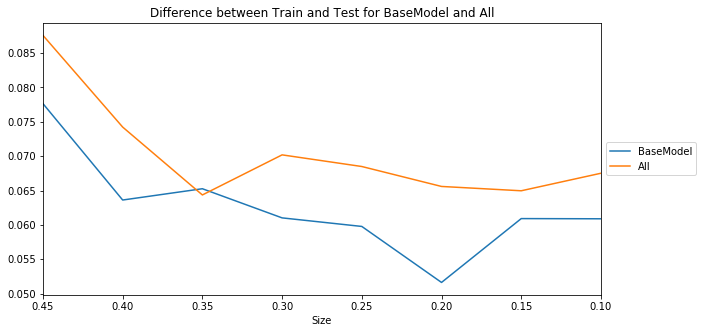 Difference between Train and Test for BaseModel and All
0.085
0.080
0.075
0.070
0.065
0.060
0.055
0.050
0.45 0.40 0.35 0.30 0.25 0.20 0.15 0.10
Size
BaseModel
All